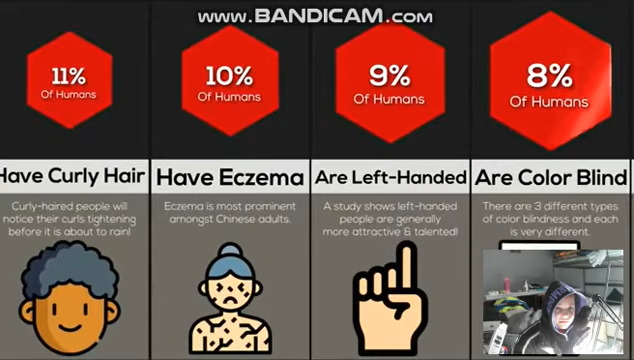 www.BANDICAM.com
11%
Of Humans
Have Curly Hair
Curly-haired people will
notice their curls tightening
before it is about to rain!
10%
Of Humans
Have Eczema
Eczema is most prominent
amongst Chinese adults.
9%
Of Humans
Are Left-Handed
A study shows left-handed
people are generally
more attractive & talented!
8%
Of Humans
Are Color Blind
There are 3 different types
of color blindness and each
is very different.